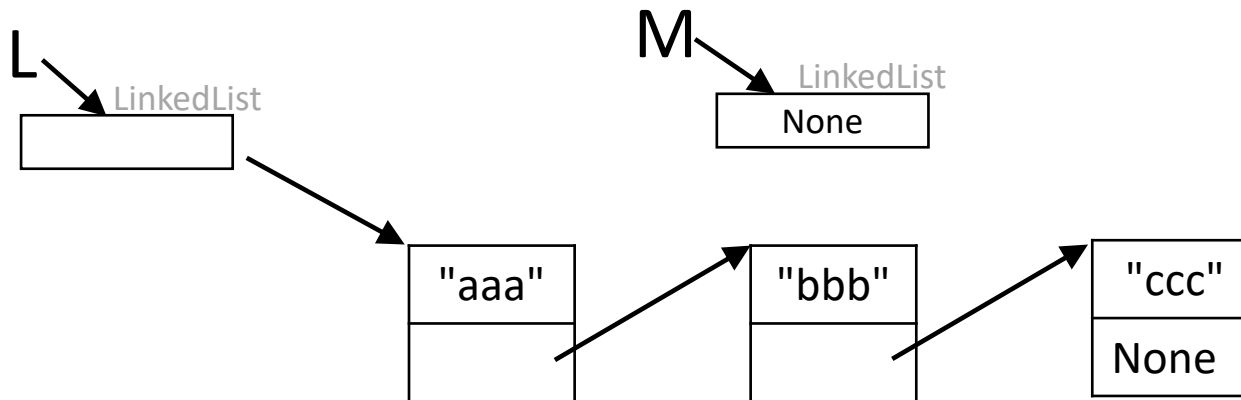 L
LinkedList
M
LinkedList
None
"aaa"
"bbb"
"ccc"
None